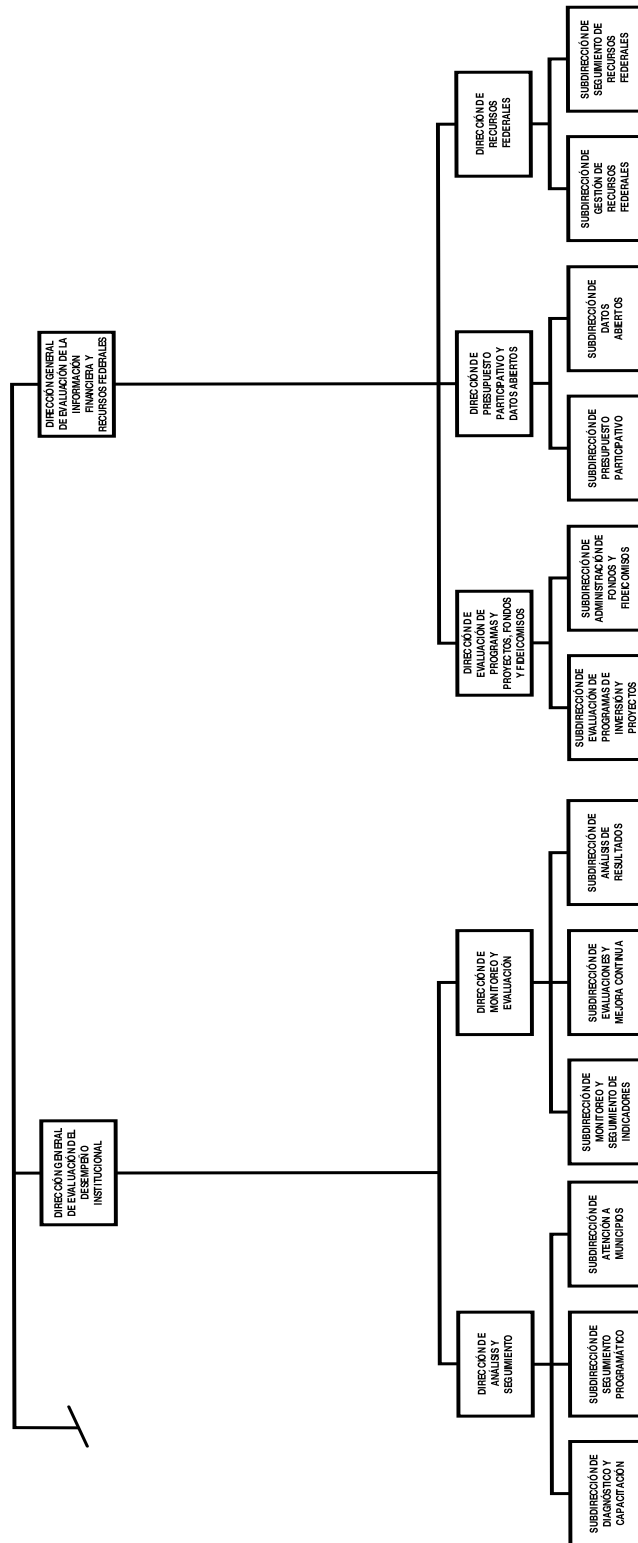 DIRECCIÓN GENERAL
DE EVALUACIÓN DEL
DESEMPEÑO
INSTITUCIONAL
DIRECCIÓN GENERAL
DE EVALUACIÓN DE LA
INFORMACIÓN
FINANCIERA Y
RECURSOS FEDERALES
DIRECCIÓN DE
ANÁLISIS Y
SEGUIMIENTO
DIRECCIÓN DE
MONITOREO Y
EVALUACIÓN
DIRECCIÓN DE
EVALUACIÓN DE
PROGRAMAS Y
PROYECTOS, FONDOS
Y FIDEICOMISOS
DIRECCIÓN DE
PRESUPUESTO
PARTICIPATIVO Y
DATOS ABIERTOS
DIRECCIÓN DE
RECURSOS
FEDERALES
SUBDIRECCIÓN DE
DIAGNÓSTICO Y
CAPACITACIÓN
SUBDIRECCIÓN DE
SEGUIMIENTO
PROGRAMÁTICO
SUBDIRECCIÓN DE
ATENCIÓN A
MUNICIPIOS
SUBDIRECCIÓN DE
MONITOREO Y
SEGUIMIENTO DE
INDICADORES
SUBDIRECCIÓN DE
EVALUACIONES Y
MEJORA CONTINUA
SUBDIRECCIÓN DE
ANÁLISIS DE
RESULTADOS
SUBDIRECCIÓN DE
EVALUACIÓN DE
PROGRAMAS DE
INVERSIÓN Y
PROYECTOS
SUBDIRECCIÓN DE
ADMINISTRACIÓN DE
FONDOS Y
FIDEICOMISOS
SUBDIRECCIÓN DE
PRESUPUESTO
PARTICIPATIVO
SUBDIRECCIÓN DE
DATOS
ABIERTOS
SUBDIRECCIÓN DE
GESTIÓN DE
RECURSOS
FEDERALES
SUBDIRECCIÓN DE
SEGUIMIENTO DE
RECURSOS
FEDERALES